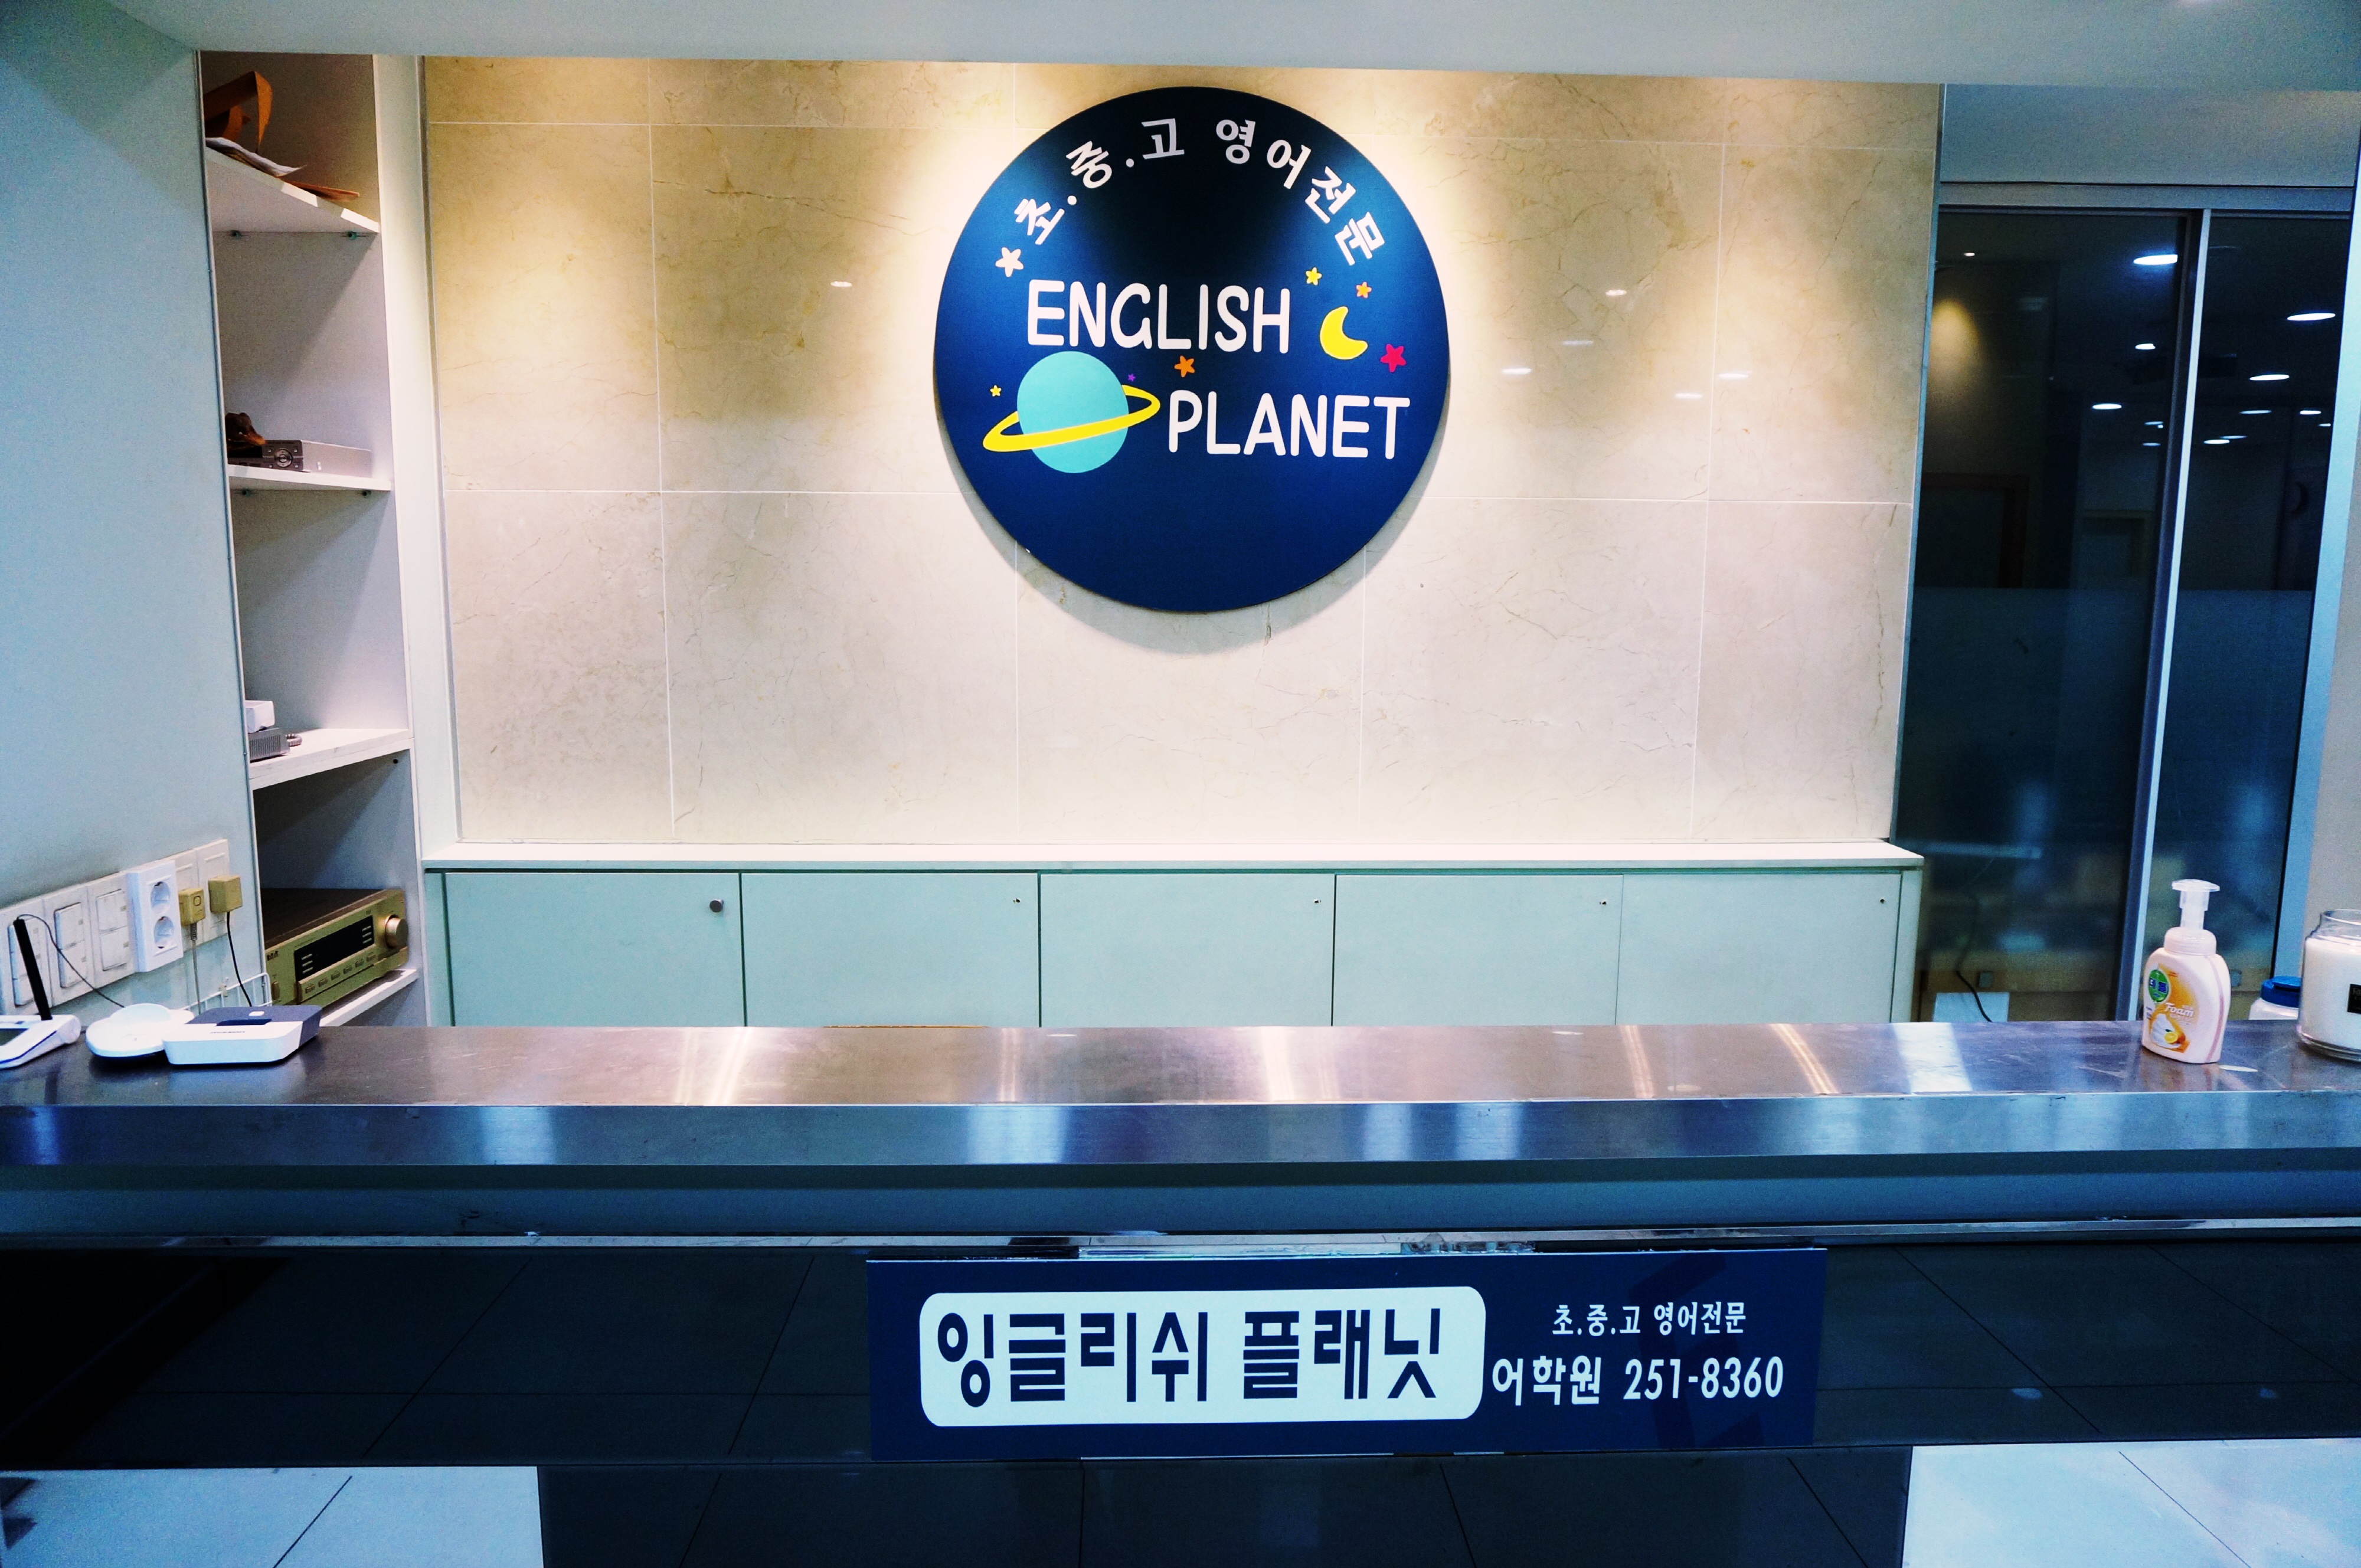 초.중.고 영어전문
ENGLISH
PLANET
Foam
잉글리쉬 플래닛
초.중.고 영어전문
어학원 251-8360